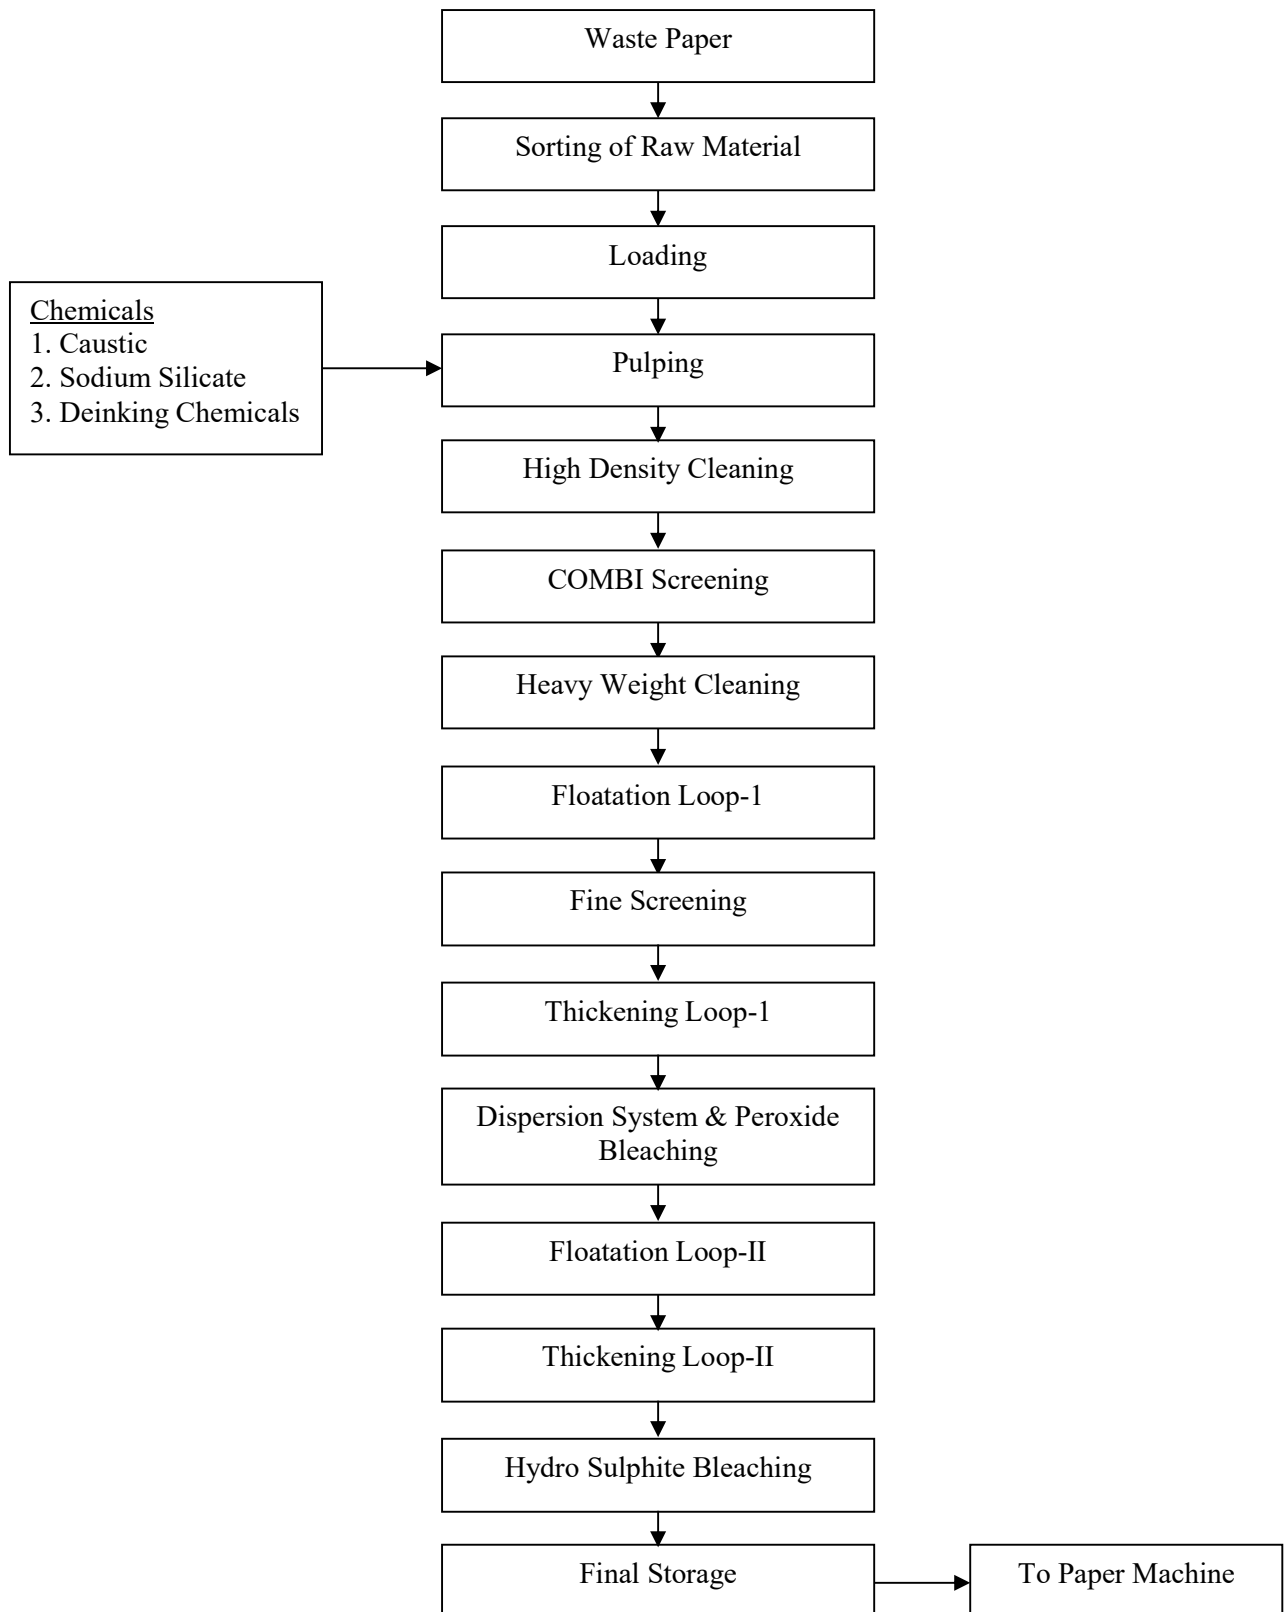 Waste Paper
Sorting of Raw Material
Loading
Chemicals
1. Caustic
2. Sodium Silicate
3. Deinking Chemicals
Pulping
High Density Cleaning
COMBI Screening
Heavy Weight Cleaning
Floatation Loop-1
Fine Screening
Thickening Loop-1
Dispersion System & Peroxide
Bleaching
Floatation Loop-II
Thickening Loop-II
Hydro Sulphite Bleaching
Final Storage
To Paper Machine